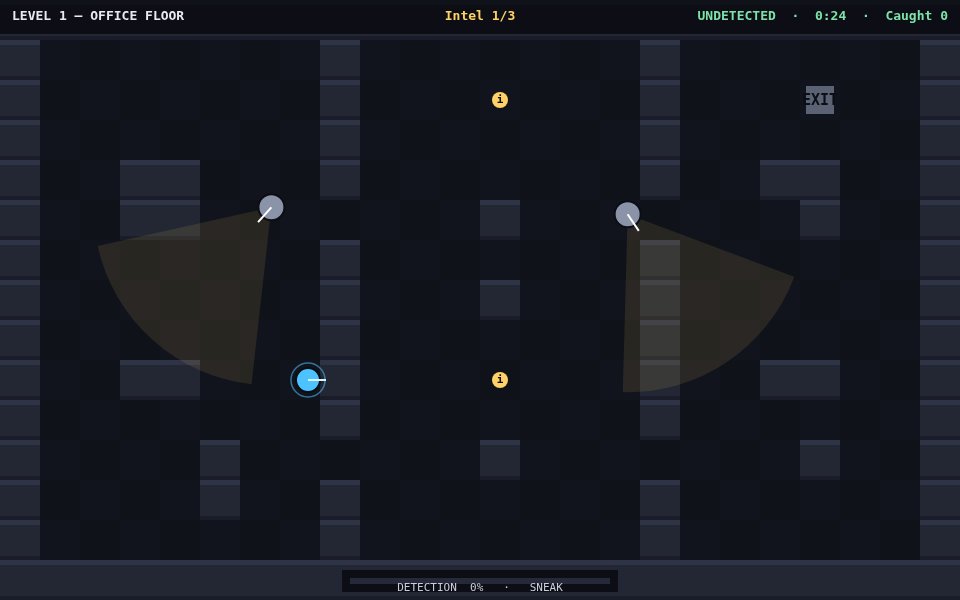 LEVEL 1 — OFFICE FLOOR
Intel 1/3
UNDETECTED · 0:24 · Caught 0
i
EXIT
i
DETECTION 0% · SNEAK